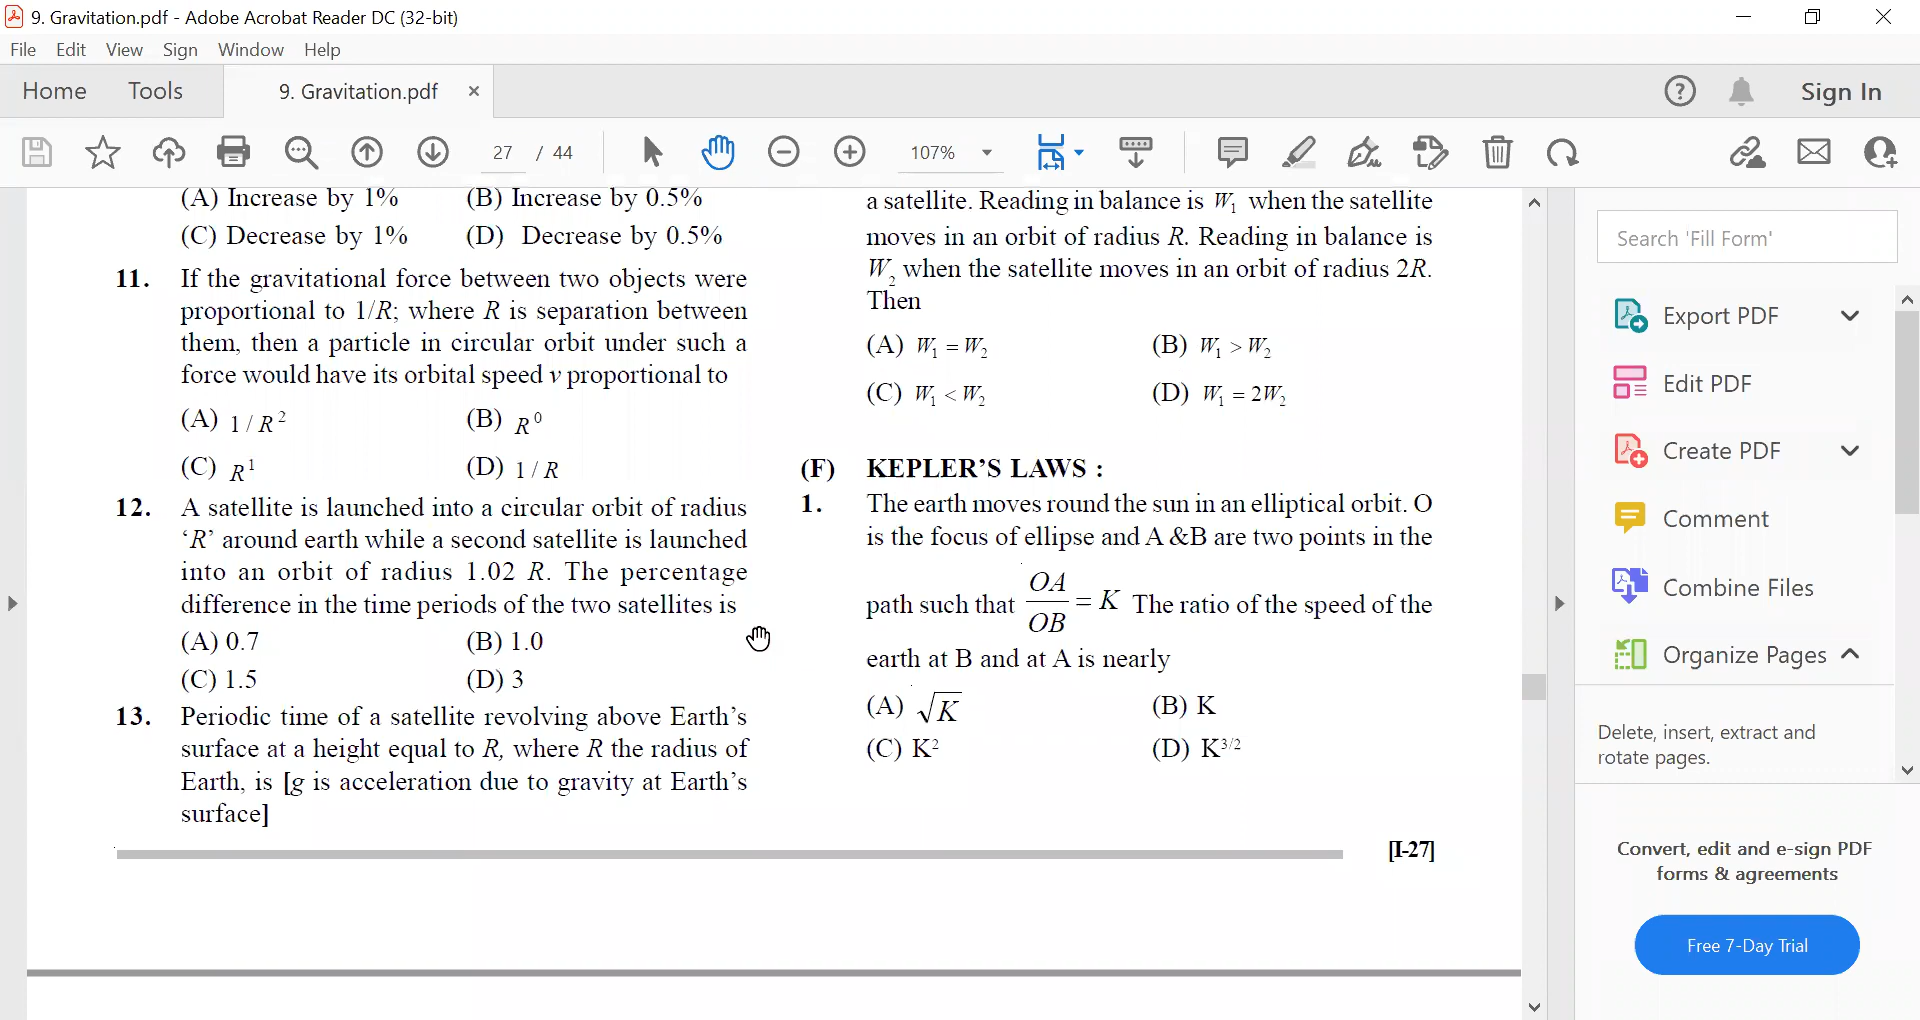 9. Gravitation.pdf - Adobe Acrobat Reader DC (32-bit)
File Edit View Sign Window Help
Home Tools 9. Gravitation.pdf × Sign In
27 / 44 107%
(A) Increase by 1% (B) Increase by 0.5%
(C) Decrease by 1% (D) Decrease by 0.5%
11. If the gravitational force between two objects were
proportional to 1/R; where R is separation between
them, then a particle in circular orbit under such a
force would have its orbital speed v proportional to
(A) 1 / R² (B) R⁰
(C) R¹ (D) 1 / R
12. A satellite is launched into a circular orbit of radius
‘R’ around earth while a second satellite is launched
into an orbit of radius 1.02 R. The percentage
difference in the time periods of the two satellites is
(A) 0.7 (B) 1.0
(C) 1.5 (D) 3
13. Periodic time of a satellite revolving above Earth’s
surface at a height equal to R, where R the radius of
Earth, is [g is acceleration due to gravity at Earth’s
surface]
a satellite. Reading in balance is W₁ when the satellite
moves in an orbit of radius R. Reading in balance is
W₂ when the satellite moves in an orbit of radius 2R.
Then
(A) W₁ = W₂ (B) W₁ > W₂
(C) W₁ < W₂ (D) W₁ = 2W₂
(F) KEPLER’S LAWS :
1. The earth moves round the sun in an elliptical orbit. O
is the focus of ellipse and A &B are two points in the
path such that OA/OB = K The ratio of the speed of the
earth at B and at A is nearly
(A) √K (B) K
(C) K² (D) K³/²
[I-27]
Search 'Fill Form'
Export PDF
Edit PDF
Create PDF
Comment
Combine Files
Organize Pages
Delete, insert, extract and
rotate pages.
Convert, edit and e-sign PDF
forms & agreements
Free 7-Day Trial